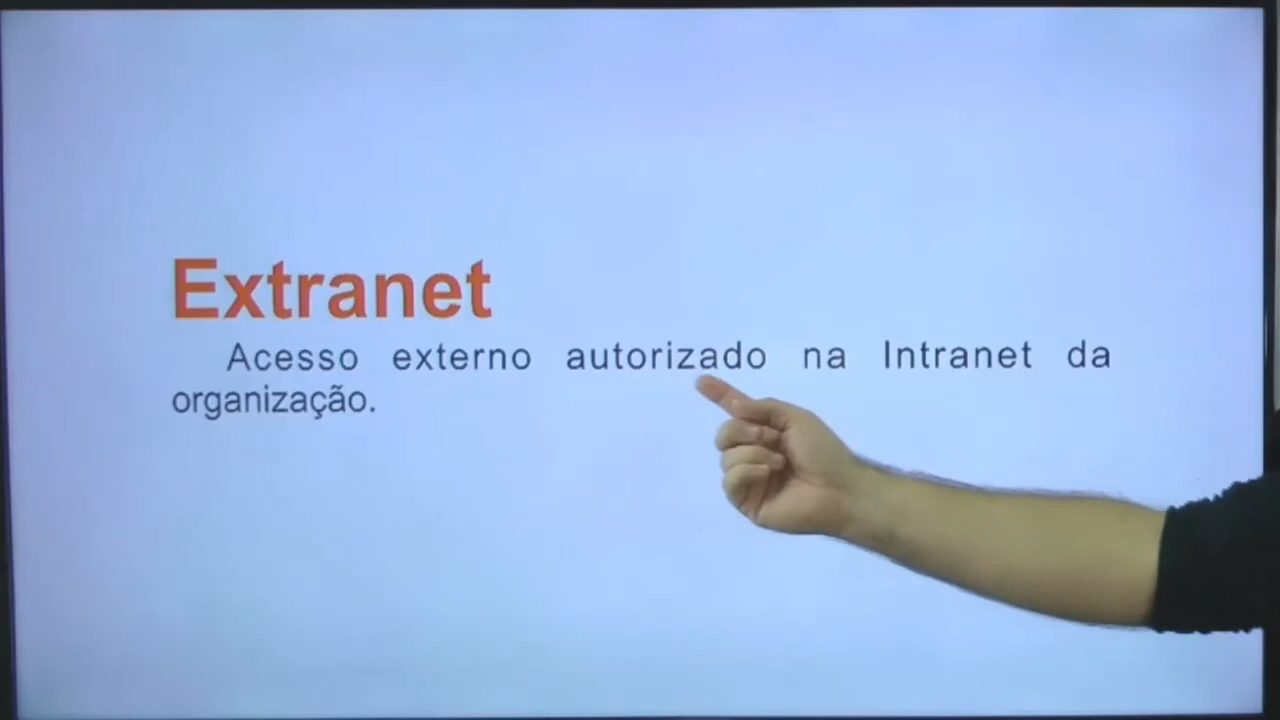 Extranet
Acesso externo autorizado na Intranet da
organização.